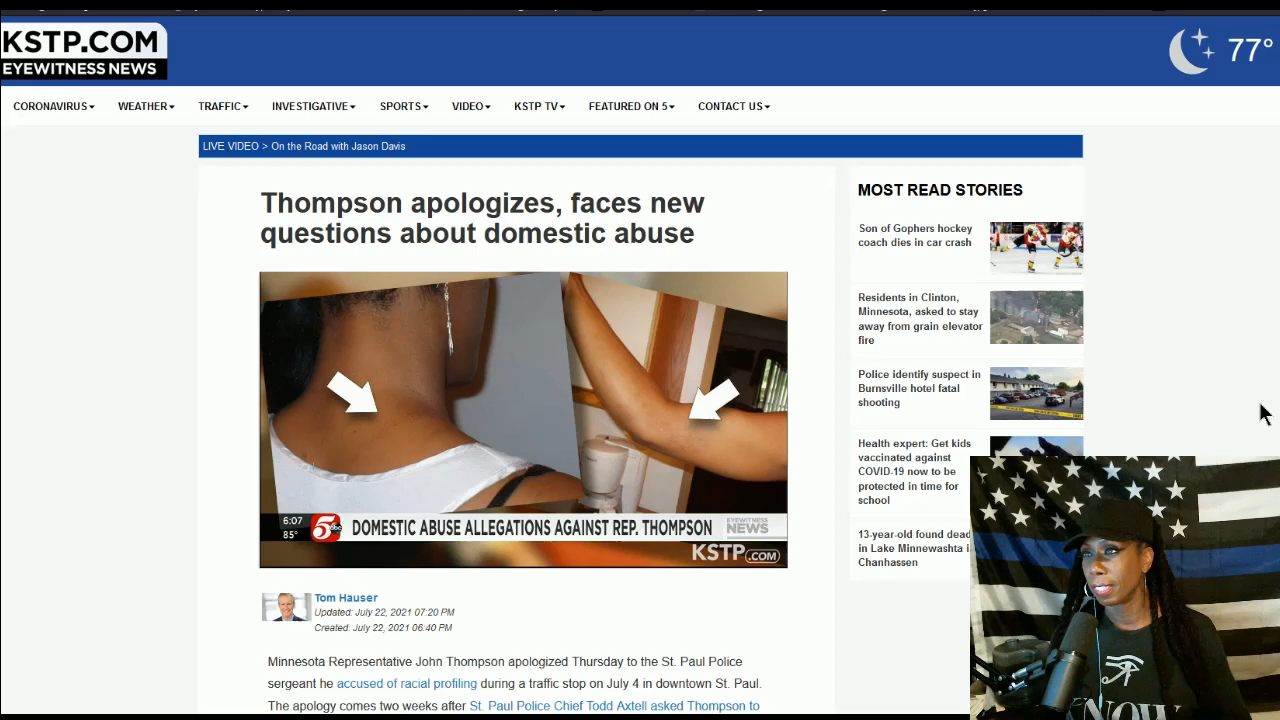 KSTP.COM
EYEWITNESS NEWS
77°
CORONAVIRUS
WEATHER
TRAFFIC
INVESTIGATIVE
SPORTS
VIDEO
KSTP TV
FEATURED ON 5
CONTACT US
LIVE VIDEO > On the Road with Jason Davis
Thompson apologizes, faces new
questions about domestic abuse
6:07
85°
5
abc
DOMESTIC ABUSE ALLEGATIONS AGAINST REP. THOMPSON
EYEWITNESS
NEWS
KSTP.COM
Tom Hauser
Updated: July 22, 2021 07:20 PM
Created: July 22, 2021 06:40 PM
Minnesota Representative John Thompson apologized Thursday to the St. Paul Police
sergeant he accused of racial profiling during a traffic stop on July 4 in downtown St. Paul.
The apology comes two weeks after St. Paul Police Chief Todd Axtell asked Thompson to
MOST READ STORIES
Son of Gophers hockey
coach dies in car crash
Residents in Clinton,
Minnesota, asked to stay
away from grain elevator
fire
Police identify suspect in
Burnsville hotel fatal
shooting
Health expert: Get kids
vaccinated against
COVID-19 now to be
protected in time for
school
13-year-old found dead
in Lake Minnewashta i
Chanhassen